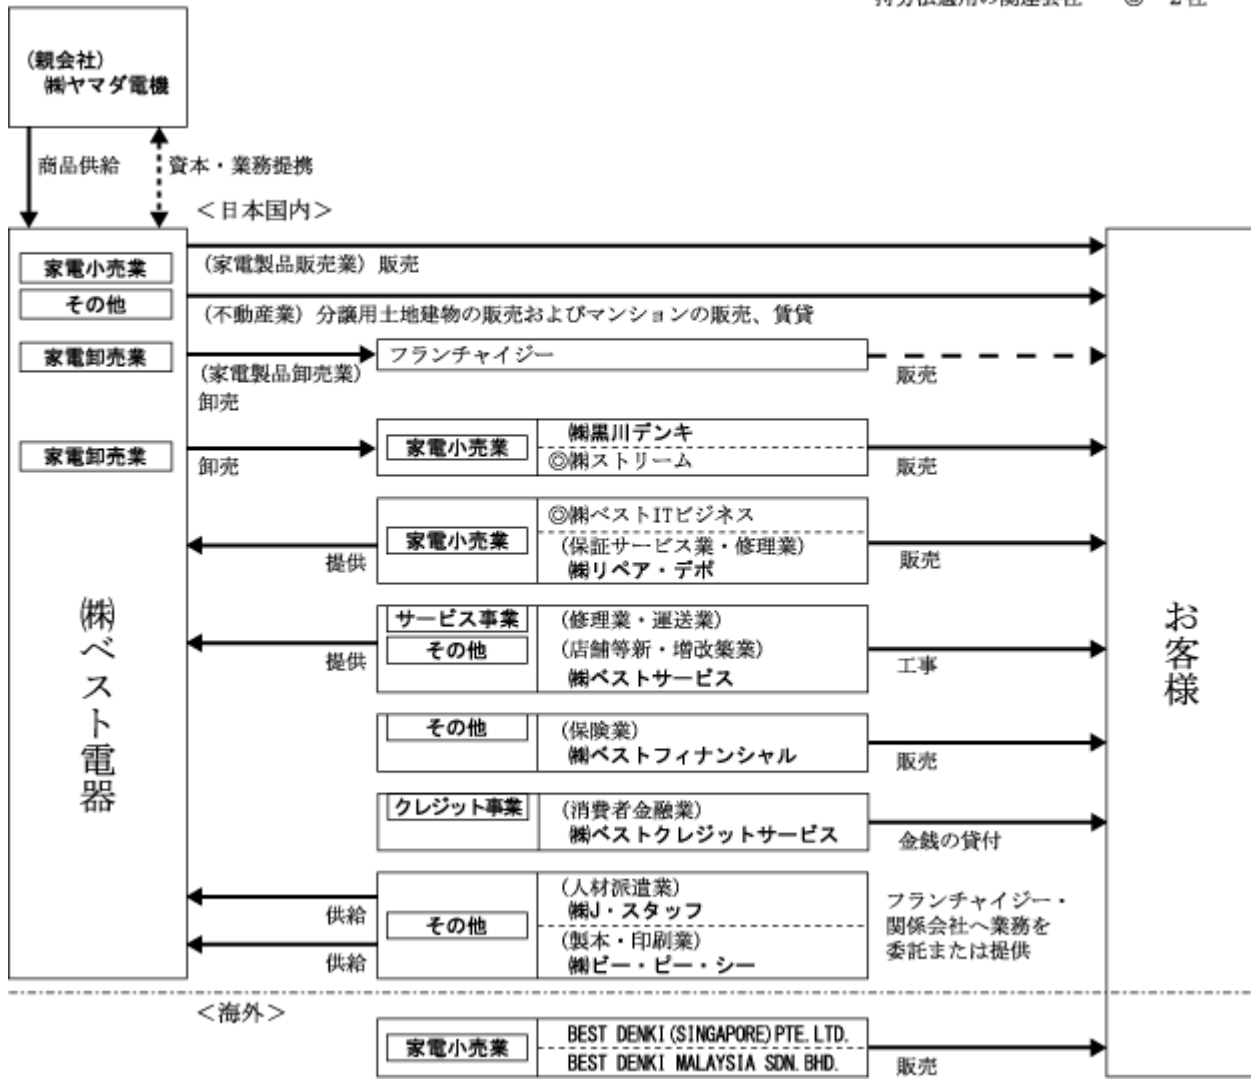 持分法適用の関連会社 ◎ 2社
(親会社)
㈱ヤマダ電機
商品供給
資本・業務提携
＜日本国内＞
家電小売業
(家電製品販売業) 販売
その他
(不動産業) 分譲用土地建物の販売およびマンションの販売、賃貸
家電卸売業
(家電製品卸売業)
卸売
フランチャイジー
販売
家電卸売業
卸売
家電小売業
㈱黒川デンキ
◎㈱ストリーム
販売
提供
家電小売業
◎㈱ベストITビジネス
(保証サービス業・修理業)
㈱リペア・デポ
販売
提供
サービス事業
その他
(修理業・運送業)
(店舗等新・増改築業)
㈱ベストサービス
工事
その他
(保険業)
㈱ベストフィナンシャル
販売
クレジット事業
(消費者金融業)
㈱ベストクレジットサービス
金銭の貸付
供給
供給
その他
(人材派遣業)
㈱J・スタッフ
(製本・印刷業)
㈱ビー・ピー・シー
フランチャイジー・
関係会社へ業務を
委託または提供
㈱ベスト電器
お客様
＜海外＞
家電小売業
BEST DENKI(SINGAPORE)PTE.LTD.
BEST DENKI MALAYSIA SDN.BHD.
販売